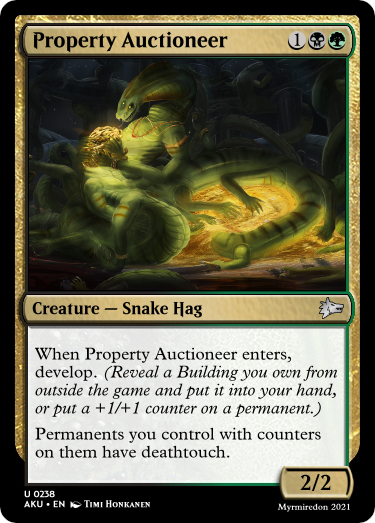 Property Auctioneer 1
Creature — Snake Hag
When Property Auctioneer enters,
develop. (Reveal a Building you own from
outside the game and put it into your hand,
or put a +1/+1 counter on a permanent.)
Permanents you control with counters
on them have deathtouch.
2/2
U 0238
AKU • EN Timi Honkanen
Myrmiredon 2021